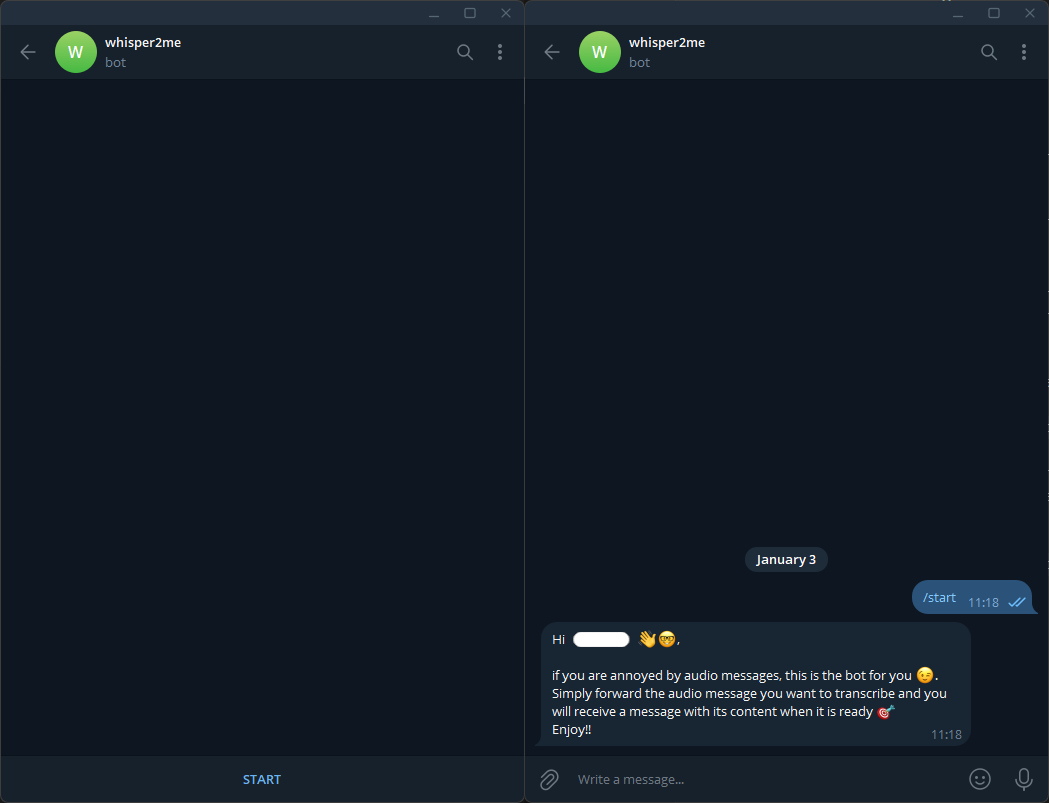 W
whisper2me
bot
START
W
whisper2me
bot
January 3
/start 11:18
Hi 👋🤓,
if you are annoyed by audio messages, this is the bot for you 😉.
Simply forward the audio message you want to transcribe and you
will receive a message with its content when it is ready 🎯
Enjoy!!
11:18
Write a message...